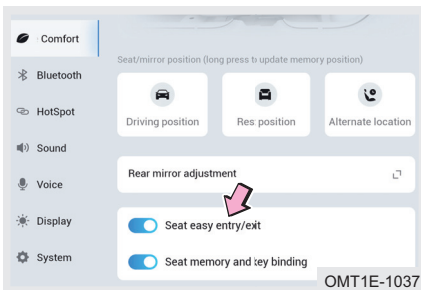 Comfort
Seat/mirror position (long press to update memory position)
Bluetooth
Driving position
Res: position
Alternate location
HotSpot
Sound
Rear mirror adjustment
Voice
Seat easy entry/exit
Display
Seat memory and key binding
System
OMT1E-1037